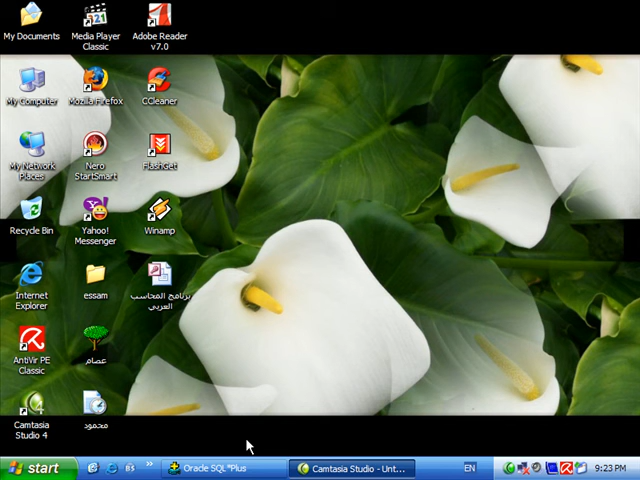 My Documents
Media Player
Classic
Adobe Reader
v7.0
My Computer
Mozilla Firefox
CCleaner
My Network
Places
Nero
StartSmart
FlashGet
Recycle Bin
Yahoo!
Messenger
Winamp
Internet
Explorer
essam
برنامج المحاسب
العربي
AntiVir PE
Classic
عصام
Camtasia
Studio 4
محمود
start
Oracle SQL*Plus
Camtasia Studio - Unt...
EN
9:23 PM